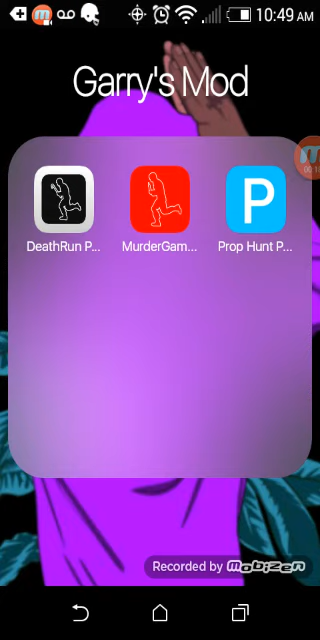 10:49 AM
Garry's Mod
DeathRun P... MurderGam... Prop Hunt P...
P
Recorded by mobizen